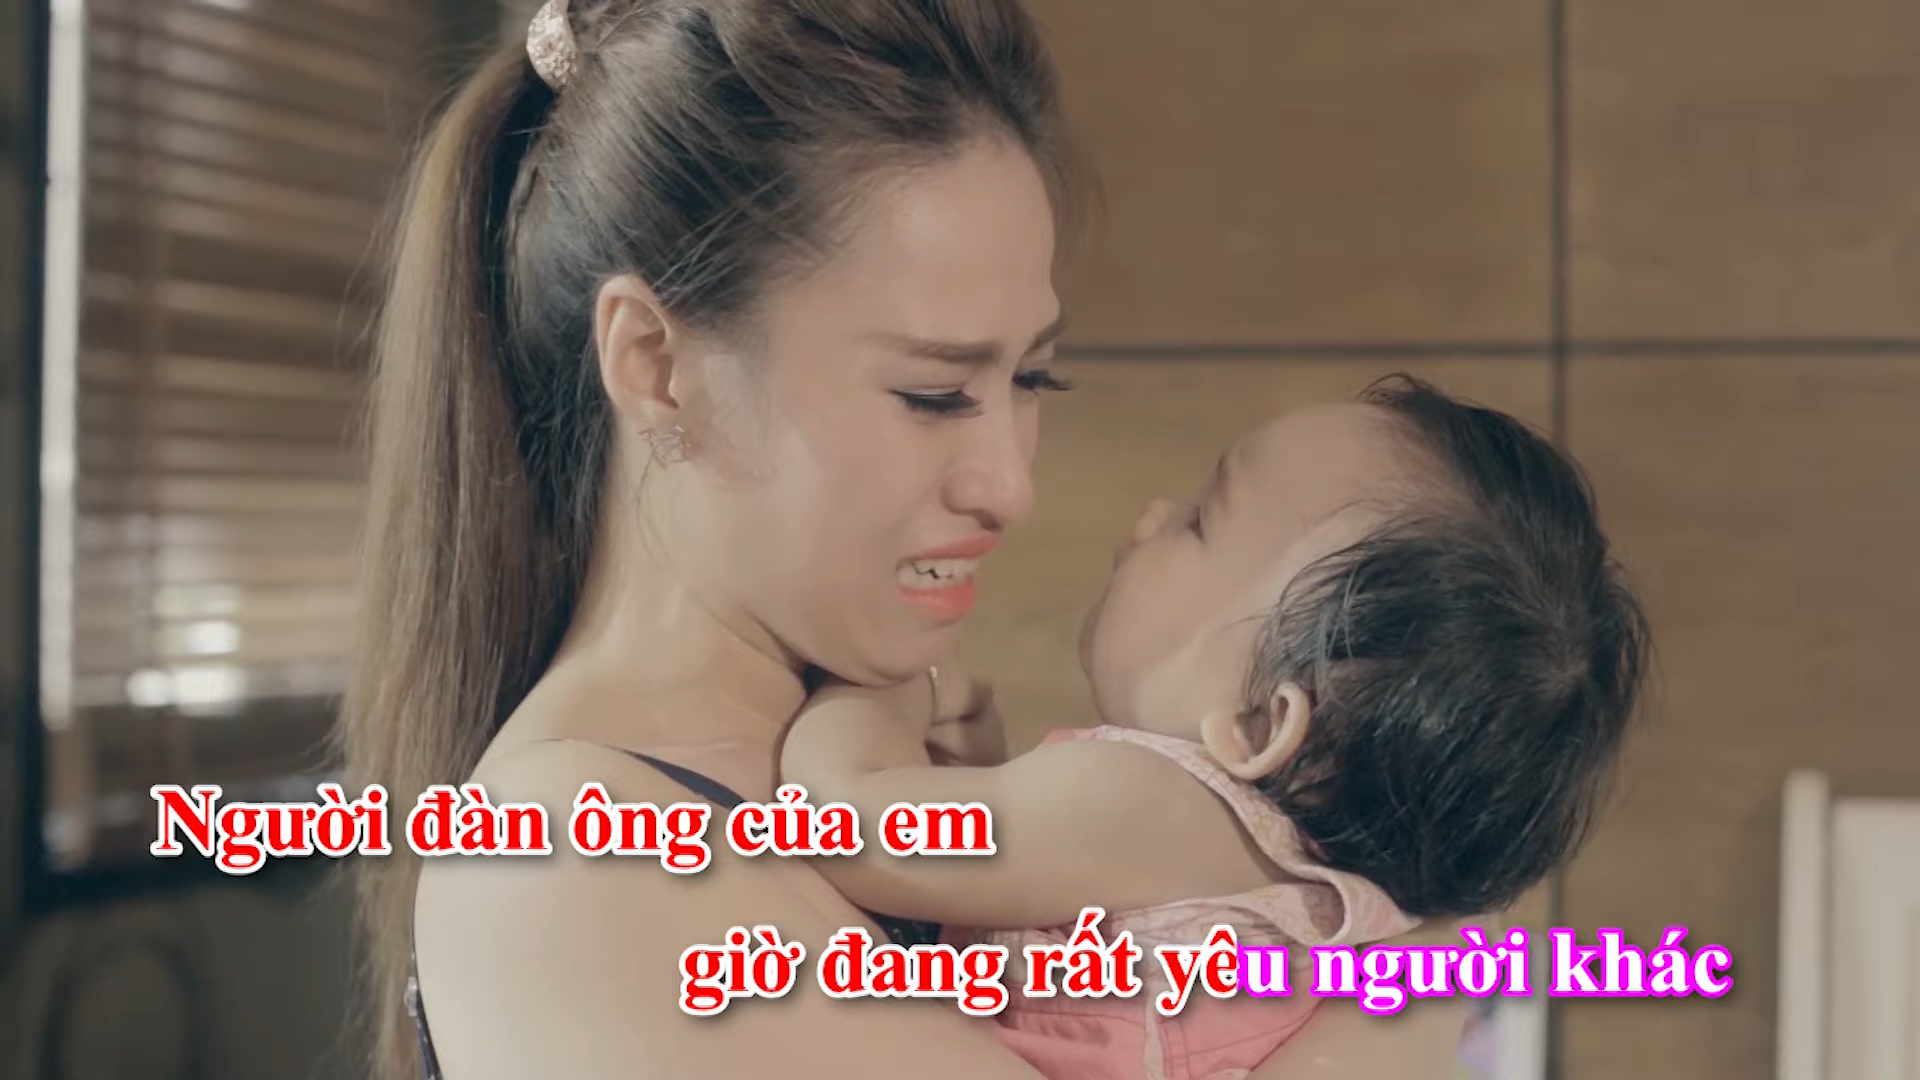 Người đàn ông của em
giờ đang rất yêu người khác